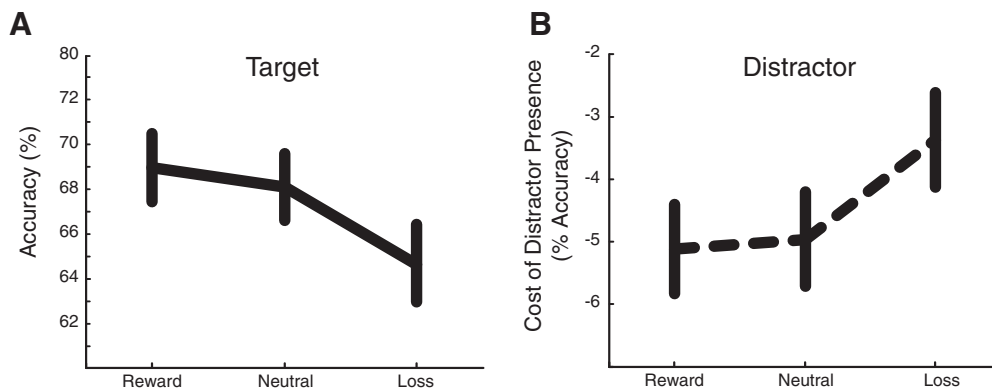 A
Target
Accuracy (%)
80
72
70
68
66
64
62
Reward
Neutral
Loss
B
Distractor
Cost of Distractor Presence
(% Accuracy)
-2
-3
-4
-5
-6
Reward
Neutral
Loss